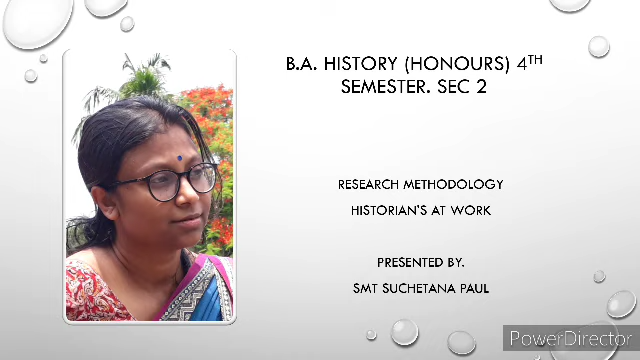 B.A. HISTORY (HONOURS) 4TH
SEMESTER. SEC 2
RESEARCH METHODOLOGY
HISTORIAN'S AT WORK
PRESENTED BY.
SMT SUCHETANA PAUL
PowerDirector